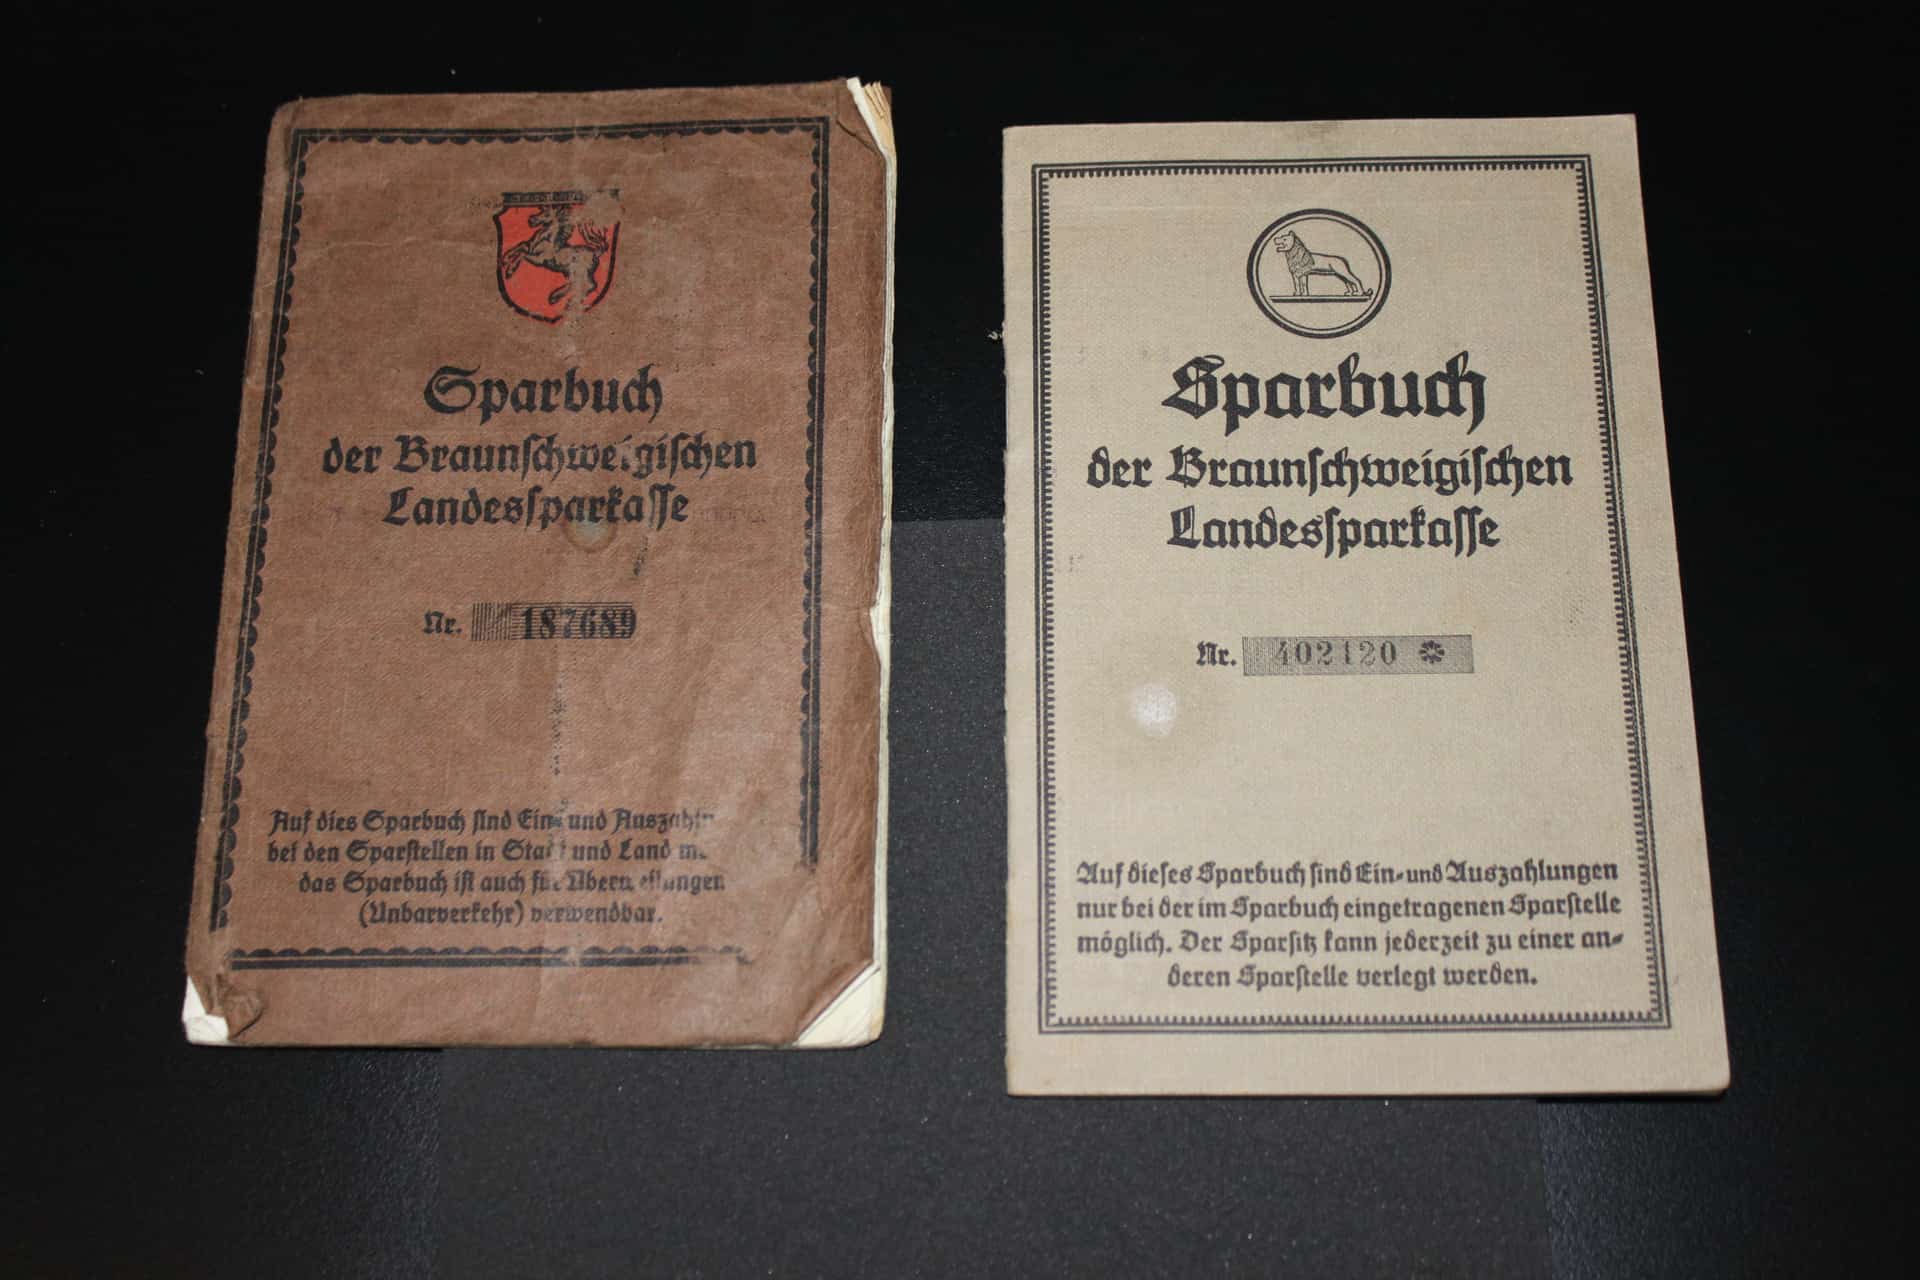 Sparbuch
der Braunſchweigiſchen
Landesſparkaſſe
Nr. 187689
Auf dies Sparbuch ſind Ein- und
bei den Sparſtellen in Stadt und Land
das Sparbuch iſt auch für Überweiſungen
(Unbarverkehr) verwendbar.
Sparbuch
der Braunſchweigiſchen
Landesſparkaſſe
Nr. 402120
Auf dieſes Sparbuch ſind Ein- und Auszahlungen
nur bei der im Sparbuch eingetragenen Sparſtelle
möglich. Der Sparſitz kann jederzeit zu einer an-
deren Sparſtelle verlegt werden.